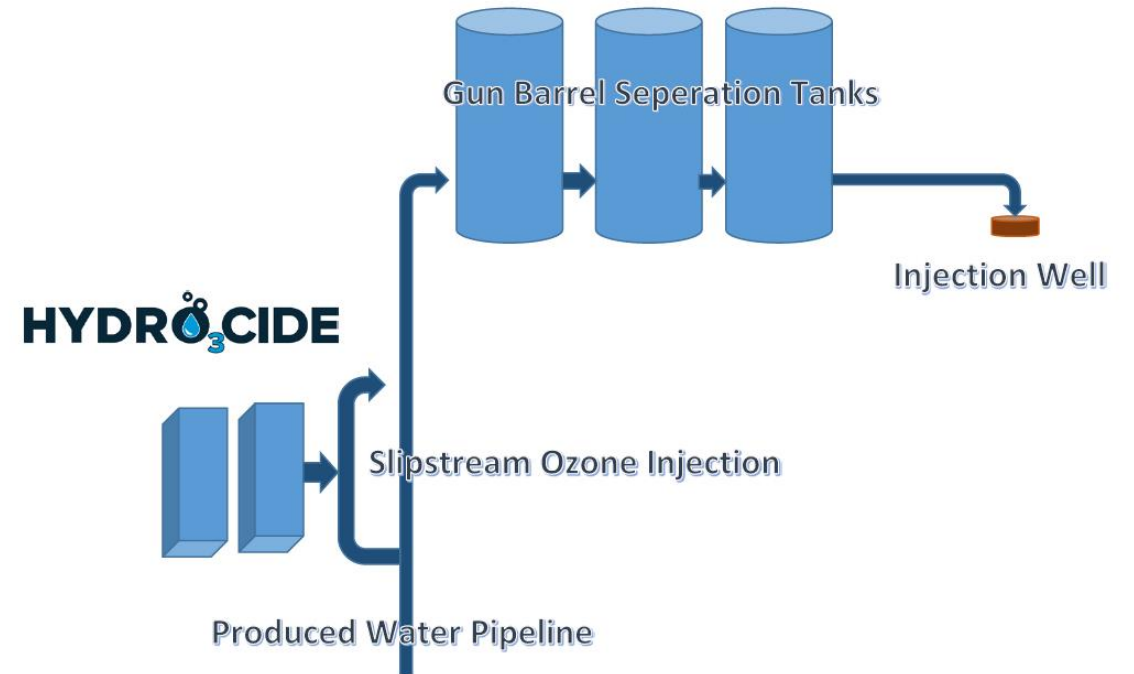 Gun Barrel Seperation Tanks
Injection Well
HYDRO3CIDE
Slipstream Ozone Injection
Produced Water Pipeline